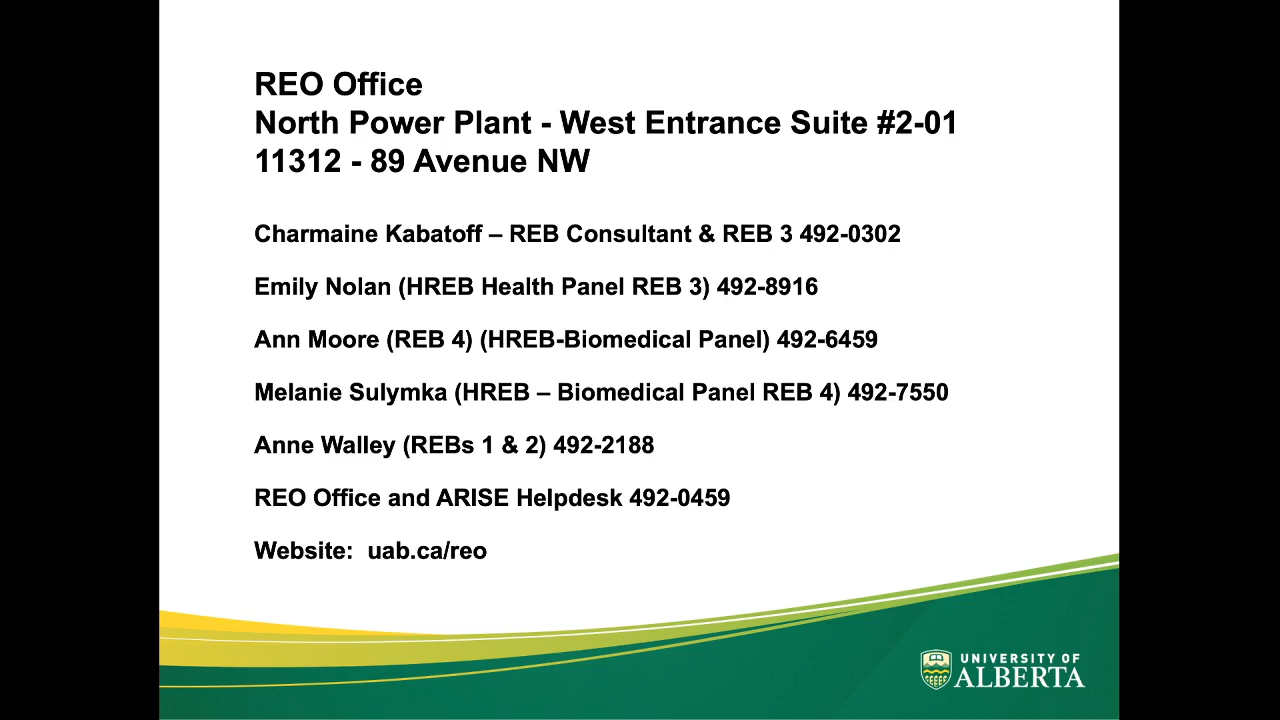 REO Office
North Power Plant - West Entrance Suite #2-01
11312 - 89 Avenue NW
Charmaine Kabatoff – REB Consultant & REB 3 492-0302
Emily Nolan (HREB Health Panel REB 3) 492-8916
Ann Moore (REB 4) (HREB-Biomedical Panel) 492-6459
Melanie Sulymka (HREB – Biomedical Panel REB 4) 492-7550
Anne Walley (REBs 1 & 2) 492-2188
REO Office and ARISE Helpdesk 492-0459
Website:  uab.ca/reo
UNIVERSITY OF
ALBERTA